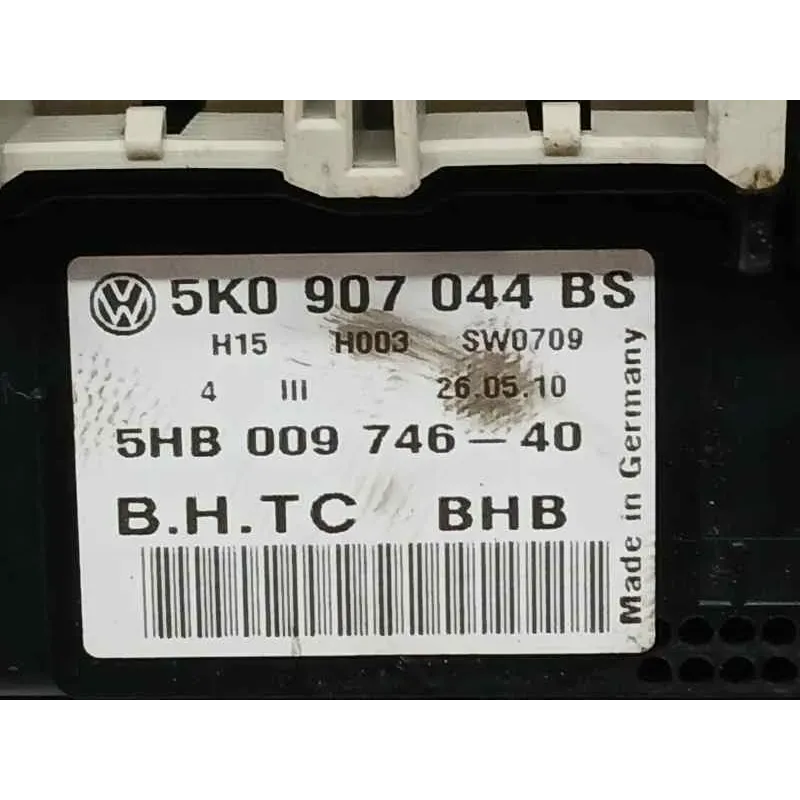 5K0 907 044 BS
H15 H003 SW0709
4 III 26.05.10
5HB 009 746-40
B.H.TC BHB
Made in Germany